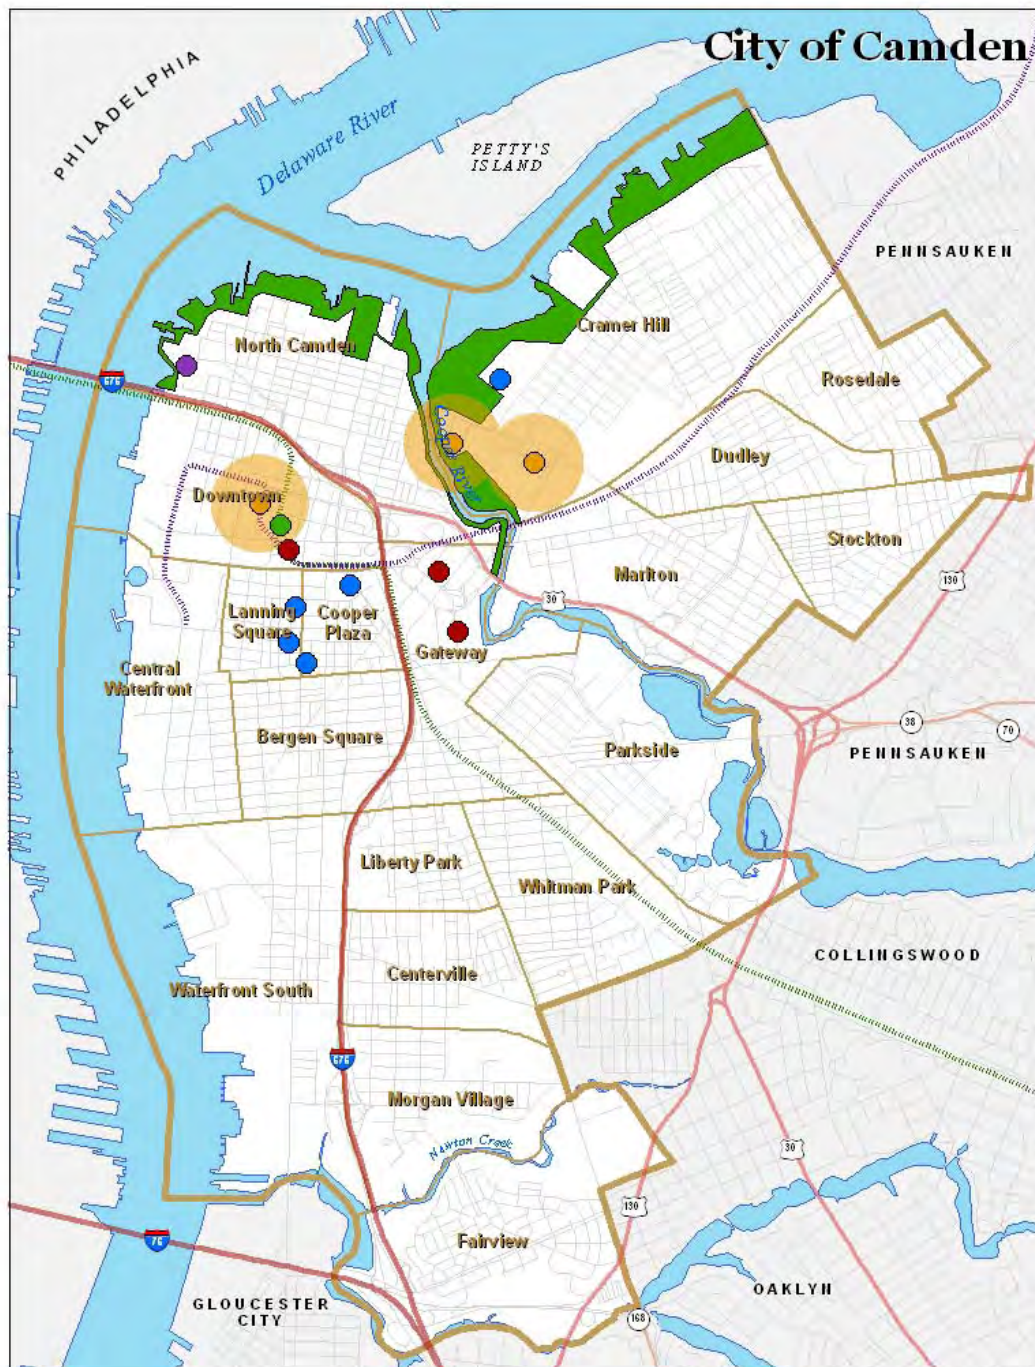 City of Camden
PHILADELPHIA
Delaware River
PETTY'S
ISLAND
PENNSAUKEN
Cramer Hill
North Camden
676
Rosedale
Cooper River
Dudley
Downtown
Stockton
Marlton
130
30
Lanning
Square
Cooper
Plaza
Gateway
Central
Waterfront
38
70
Bergen Square
Parkside
PENNSAUKEN
Liberty Park
Whitman Park
COLLINGSWOOD
Centerville
Waterfront South
676
Morgan Village
Newton Creek
30
130
76
Fairview
OAKLYN
GLOUCESTER
CITY
168